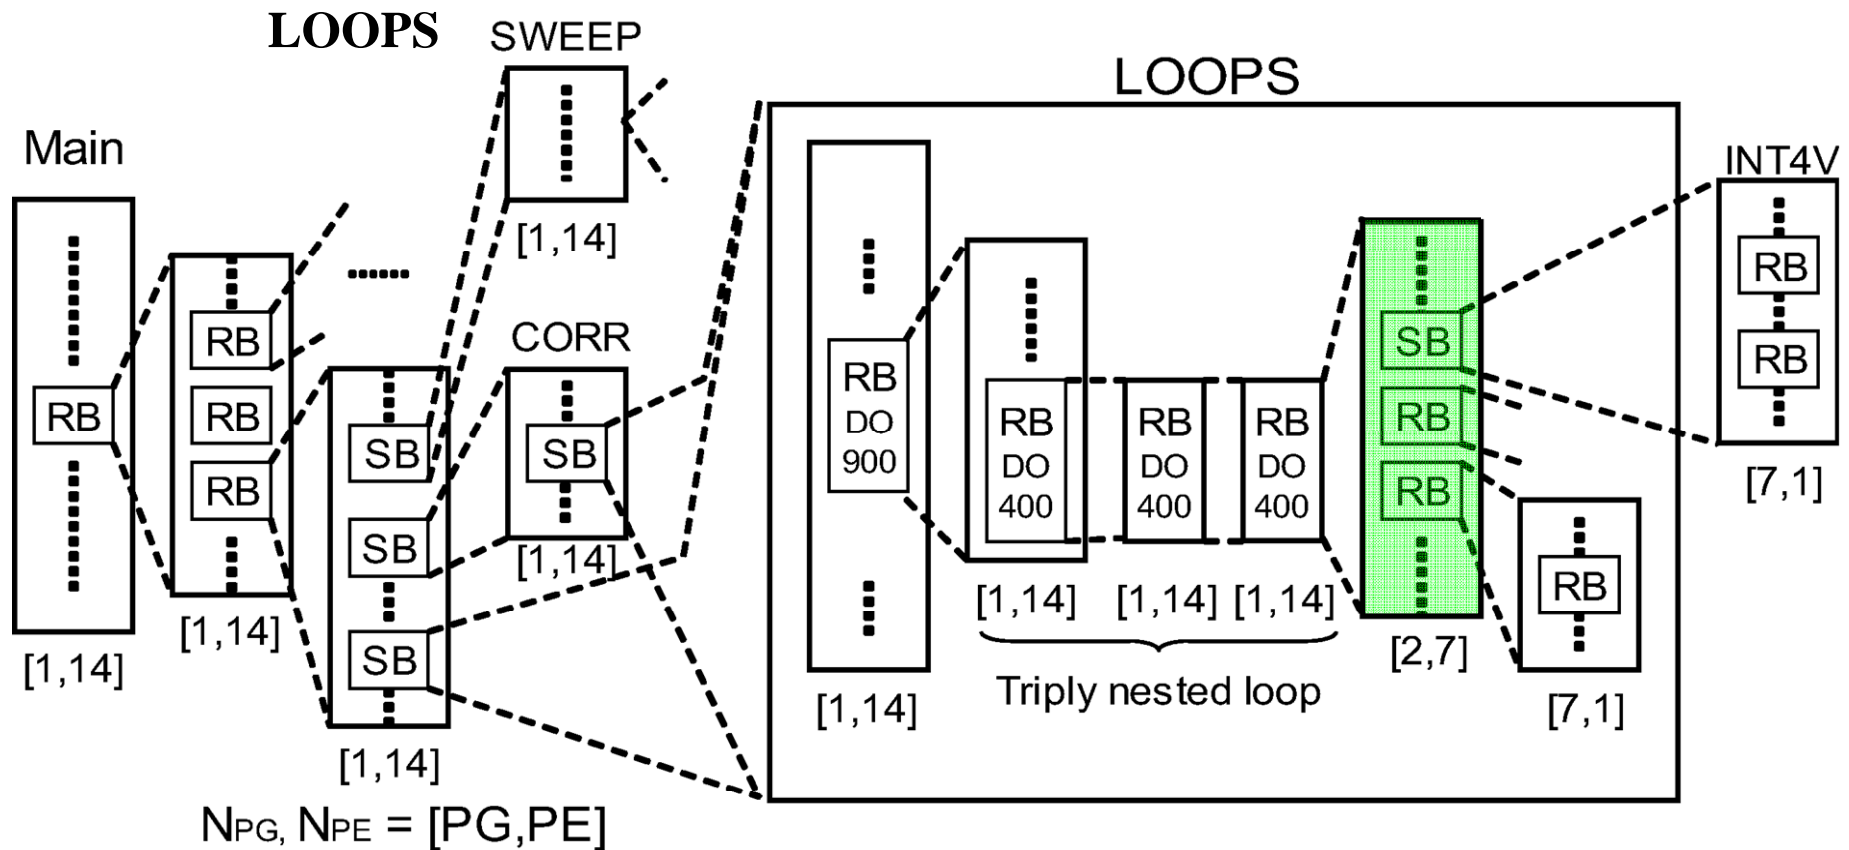 LOOPS
SWEEP
[1,14]
Main
RB
[1,14]
RB
RB
RB
[1,14]
SB
SB
SB
[1,14]
CORR
SB
[1,14]
NPG, NPE = [PG,PE]
LOOPS
RB
DO
900
[1,14]
RB
DO
400
[1,14]
RB
DO
400
[1,14]
RB
DO
400
[1,14]
Triply nested loop
SB
RB
RB
[2,7]
RB
[7,1]
INT4V
RB
RB
[7,1]